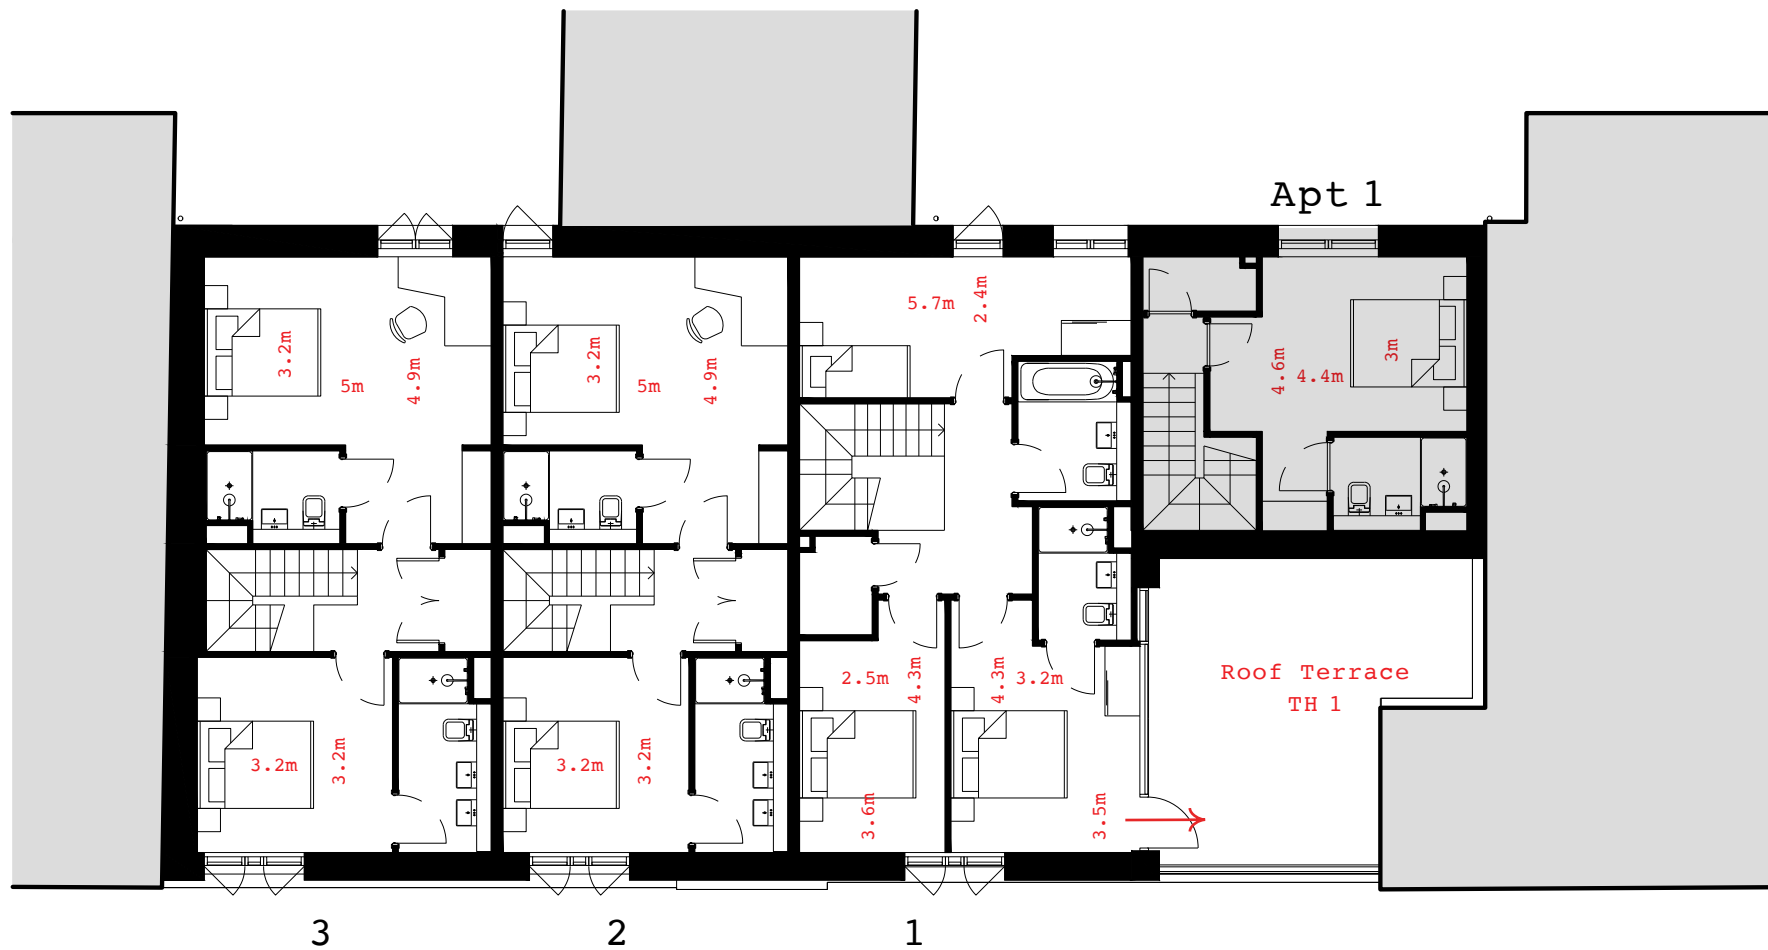 Apt 1
3.2m
5m
4.9m
3.2m
5m
4.9m
5.7m
2.4m
4.6m
4.4m
3m
2.5m
4.3m
4.3m
3.2m
Roof Terrace
TH 1
3.2m
3.2m
3.2m
3.2m
3.6m
3.5m
3
2
1